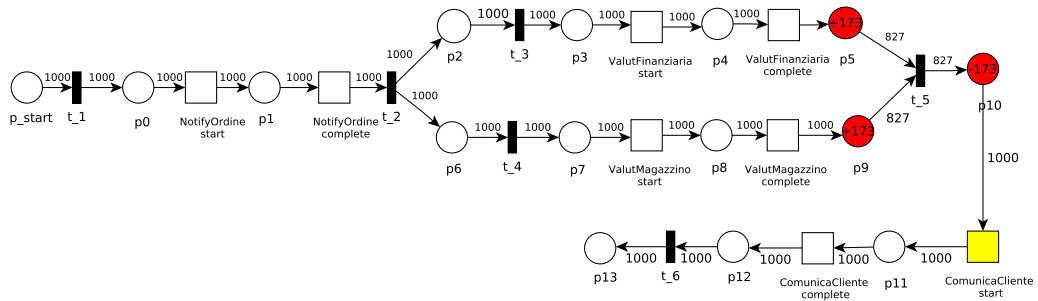 1000
1000
+173
827
1000
1000
1000
1000
1000
t_3
p3
ValutFinanziaria
start
p4
ValutFinanziaria
complete
p5
p2
1000
1000
1000
1000
1000
1000
1000
p_start
t_1
p0
NotifyOrdine
start
p1
NotifyOrdine
complete
t_2
1000
827
-173
t_5
p10
827
1000
1000
1000
1000
1000
1000
+173
p6
t_4
p7
ValutMagazzino
start
p8
ValutMagazzino
complete
p9
1000
1000
1000
1000
1000
1000
p13
t_6
p12
ComunicaCliente
complete
p11
ComunicaCliente
start